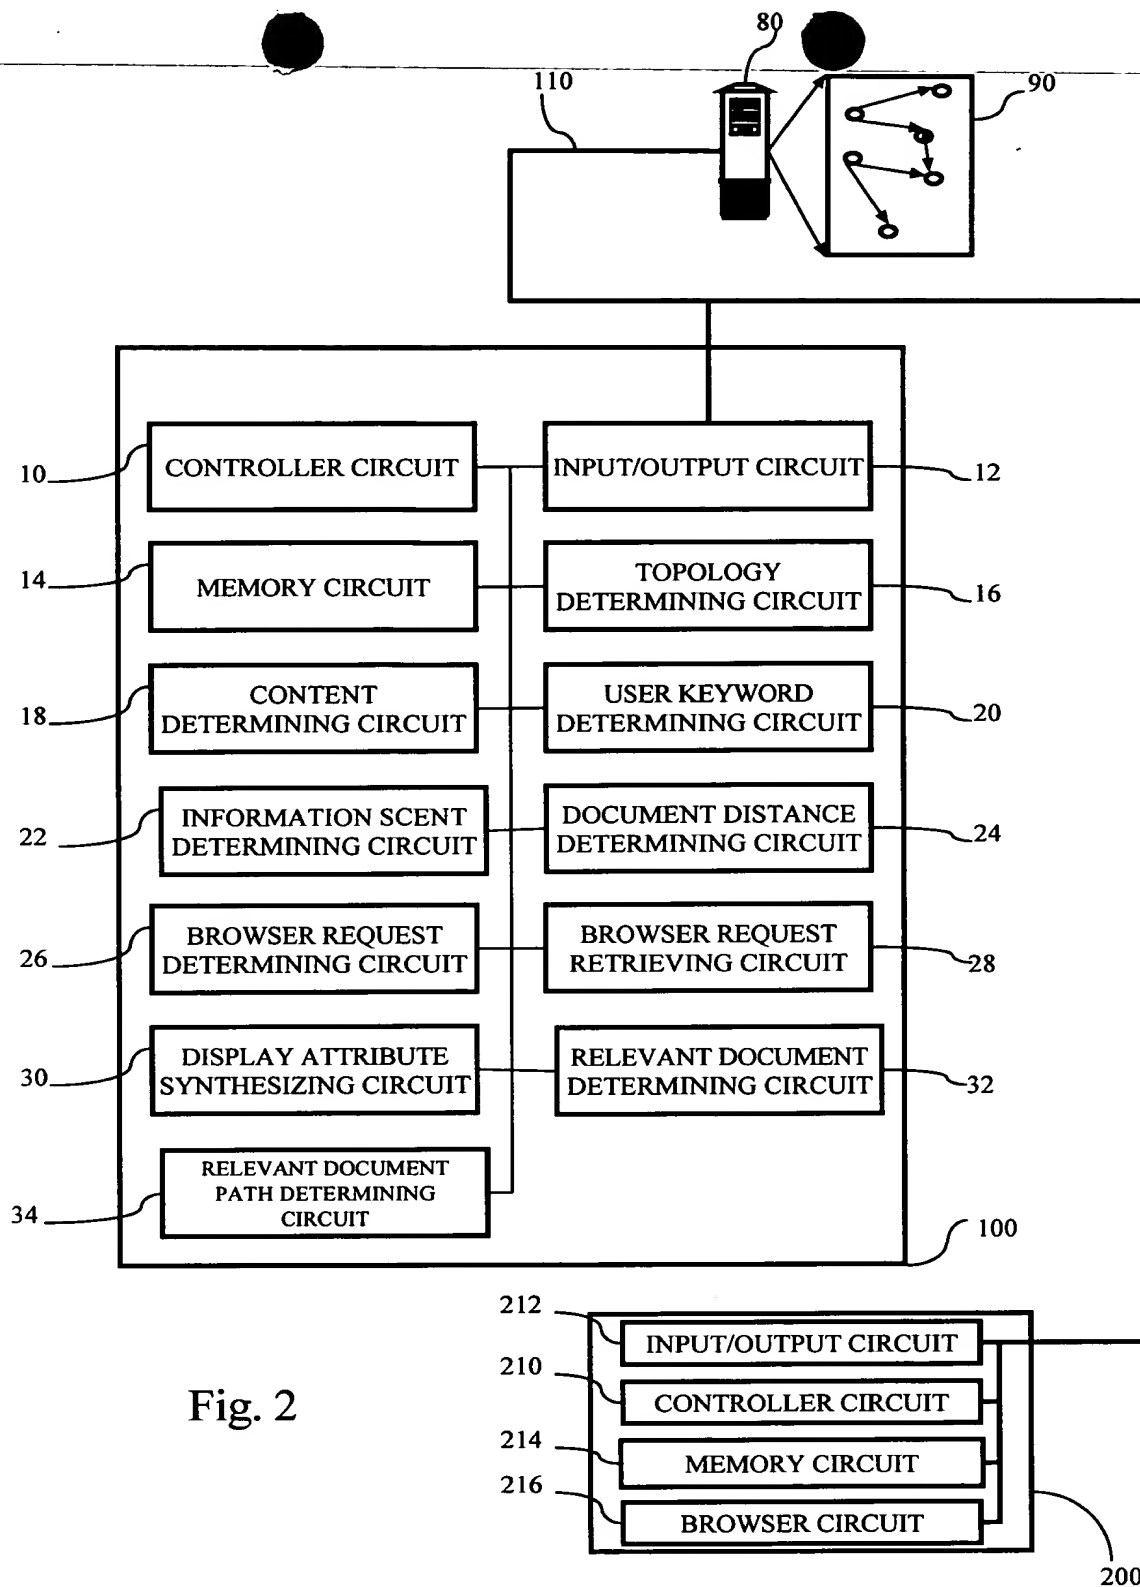 80
110
90
10
CONTROLLER CIRCUIT
INPUT/OUTPUT CIRCUIT
12
14
MEMORY CIRCUIT
TOPOLOGY
DETERMINING CIRCUIT
16
18
CONTENT
DETERMINING CIRCUIT
USER KEYWORD
DETERMINING CIRCUIT
20
22
INFORMATION SCENT
DETERMINING CIRCUIT
DOCUMENT DISTANCE
DETERMINING CIRCUIT
24
26
BROWSER REQUEST
DETERMINING CIRCUIT
BROWSER REQUEST
RETRIEVING CIRCUIT
28
30
DISPLAY ATTRIBUTE
SYNTHESIZING CIRCUIT
RELEVANT DOCUMENT
DETERMINING CIRCUIT
32
34
RELEVANT DOCUMENT
PATH DETERMINING
CIRCUIT
100
212
INPUT/OUTPUT CIRCUIT
210
CONTROLLER CIRCUIT
214
MEMORY CIRCUIT
216
BROWSER CIRCUIT
200
Fig. 2